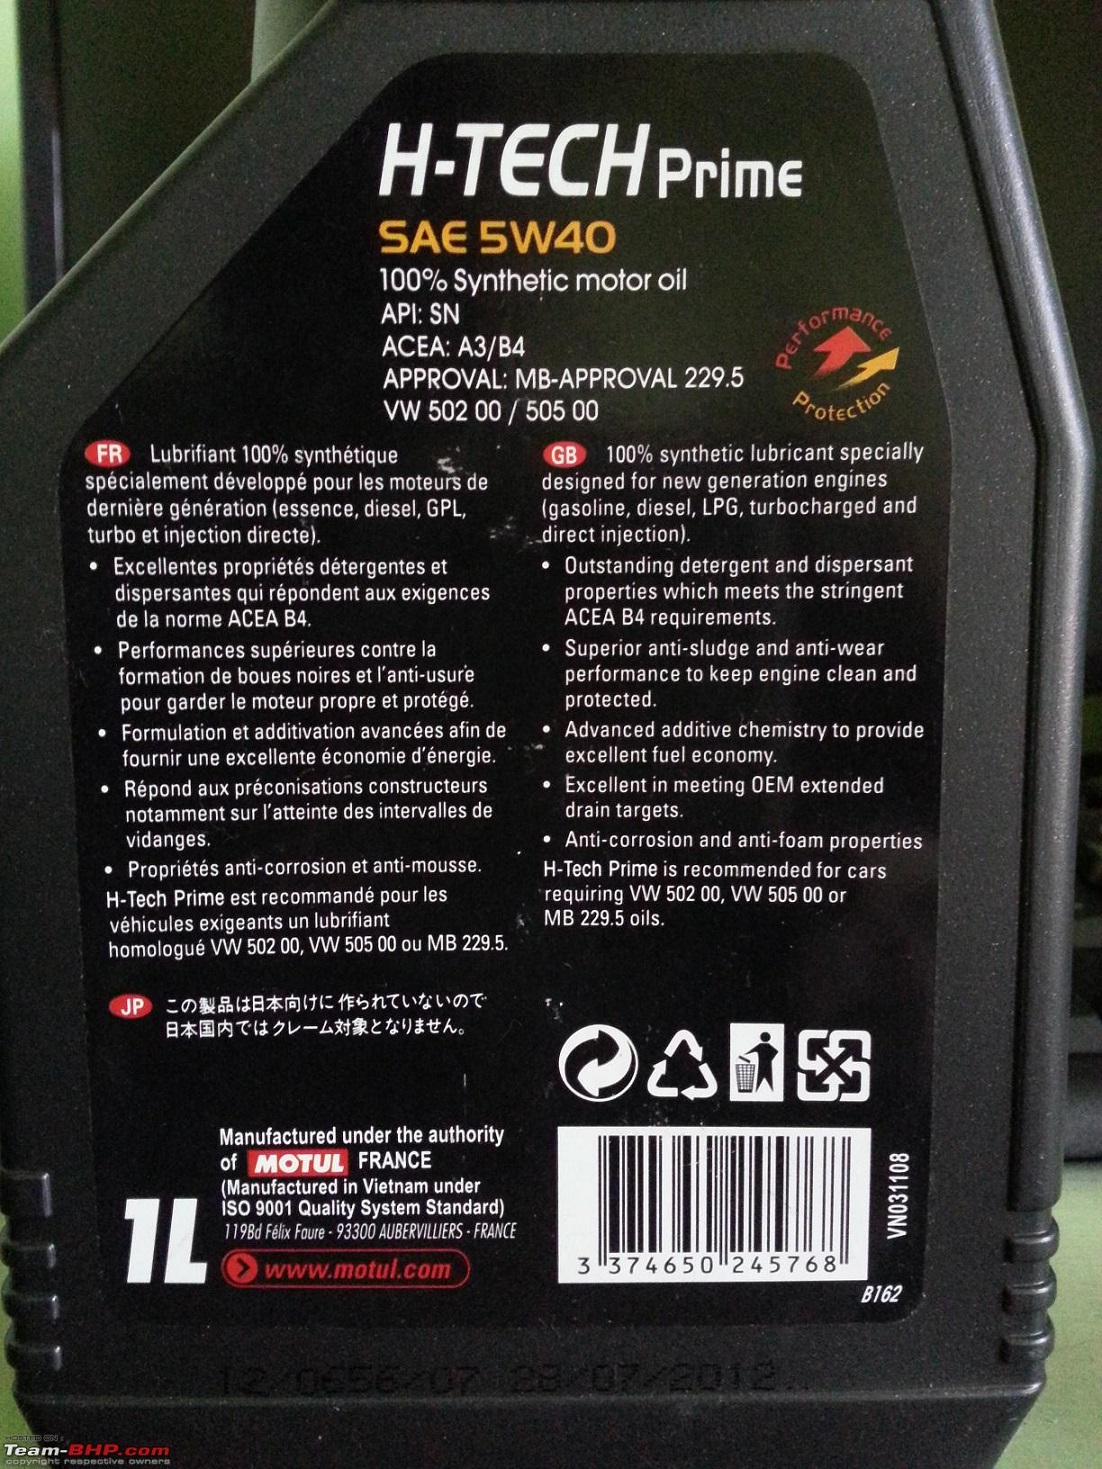 H-TECH Prime
SAE 5W40
100% Synthetic motor oil
API: SN
ACEA: A3/B4
APPROVAL: MB-APPROVAL 229.5
VW 502 00 / 505 00
Performance
Protection
FR Lubrifiant 100% synthétique
spécialement développé pour les moteurs de
dernière génération (essence, diesel, GPL,
turbo et injection directe).
• Excellentes propriétés détergentes et
dispersantes qui répondent aux exigences
de la norme ACEA B4.
• Performances supérieures contre la
formation de boues noires et l'anti-usure
pour garder le moteur propre et protégé.
• Formulation et additivation avancées afin de
fournir une excellente économie d'énergie.
• Répond aux préconisations constructeurs
notamment sur l'atteinte des intervalles de
vidanges.
• Propriétés anti-corrosion et anti-mousse.
H-Tech Prime est recommandé pour les
véhicules exigeants un lubrifiant
homologué VW 502 00, VW 505 00 ou MB 229.5.
GB 100% synthetic lubricant specially
designed for new generation engines
(gasoline, diesel, LPG, turbocharged and
direct injection).
• Outstanding detergent and dispersant
properties which meets the stringent
ACEA B4 requirements.
• Superior anti-sludge and anti-wear
performance to keep engine clean and
protected.
• Advanced additive chemistry to provide
excellent fuel economy.
• Excellent in meeting OEM extended
drain targets.
• Anti-corrosion and anti-foam properties
H-Tech Prime is recommended for cars
requiring VW 502 00, VW 505 00 or
MB 229.5 oils.
JP この製品は日本向けに作られていないので
日本国内ではクレーム対象となりません。
Manufactured under the authority
of MOTUL FRANCE
(Manufactured in Vietnam under
ISO 9001 Quality System Standard)
119Bd Félix Faure - 93300 AUBERVILLIERS - FRANCE
1L
www.motul.com
3 374650 245768
VN031108
B162
12 0656/07 28/07/2012
HOSTED ON :
Team-BHP.com
copyright respective owners